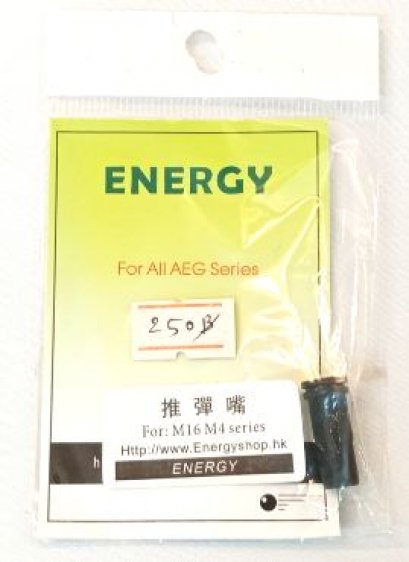 ENERGY
For All AEG Series
250฿
推彈嘴
For: M16 M4 series
Http://www.Energyshop.hk
h
ENERGY